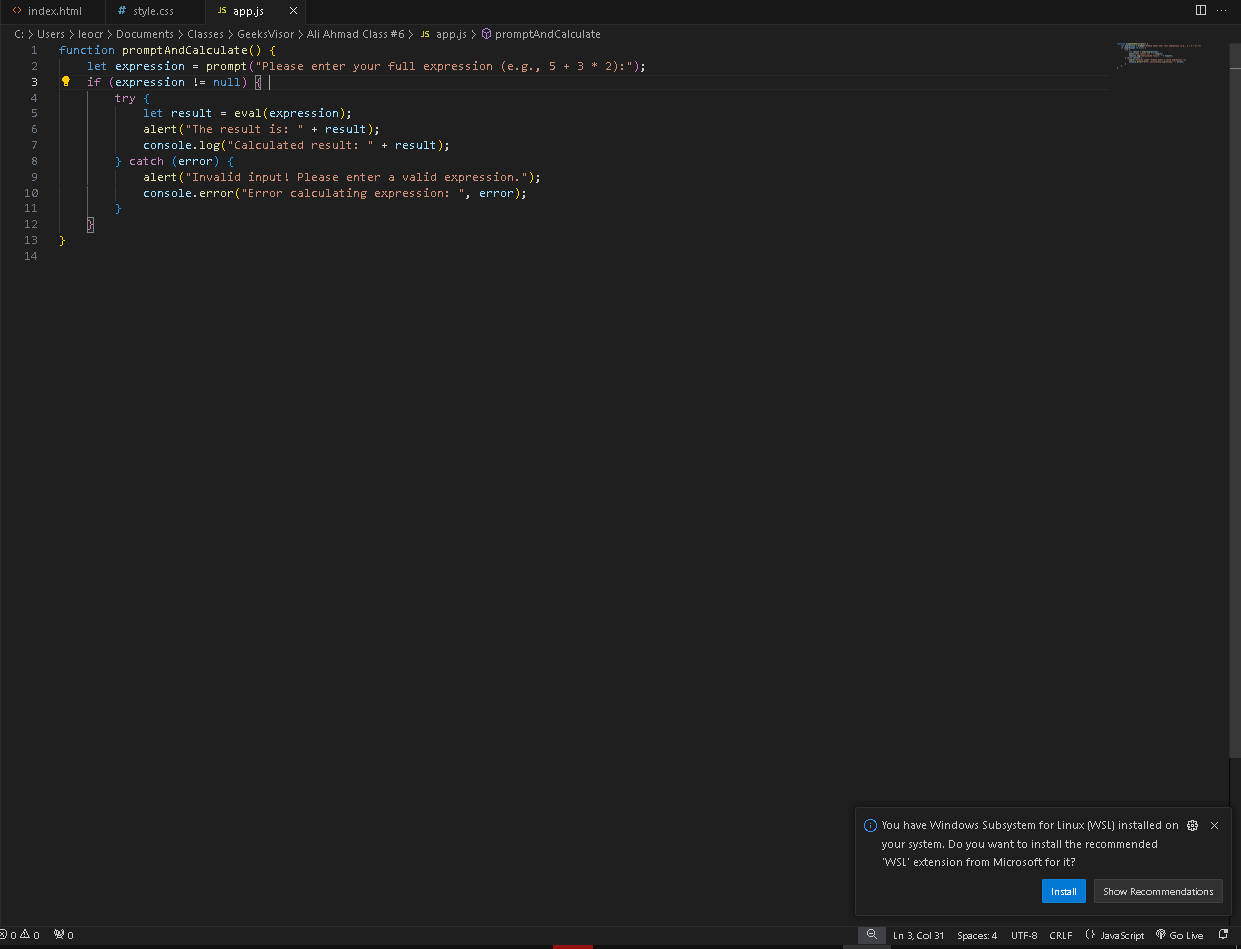 <> index.html # style.css JS app.js ×
C: > Users > leocr > Documents > Classes > GeeksVisor > Ali Ahmad Class #6 > JS app.js > promptAndCalculate
1 function promptAndCalculate() {
2 let expression = prompt("Please enter your full expression (e.g., 5 + 3 * 2):");
3 if (expression != null) {
4 try {
5 let result = eval(expression);
6 alert("The result is: " + result);
7 console.log("Calculated result: " + result);
8 } catch (error) {
9 alert("Invalid input! Please enter a valid expression.");
10 console.error("Error calculating expression: ", error);
11 }
12 }
13 }
14
You have Windows Subsystem for Linux (WSL) installed on
your system. Do you want to install the recommended
'WSL' extension from Microsoft for it?
Install Show Recommendations
0 0 0 Ln 3, Col 31 Spaces: 4 UTF-8 CRLF {} JavaScript Go Live